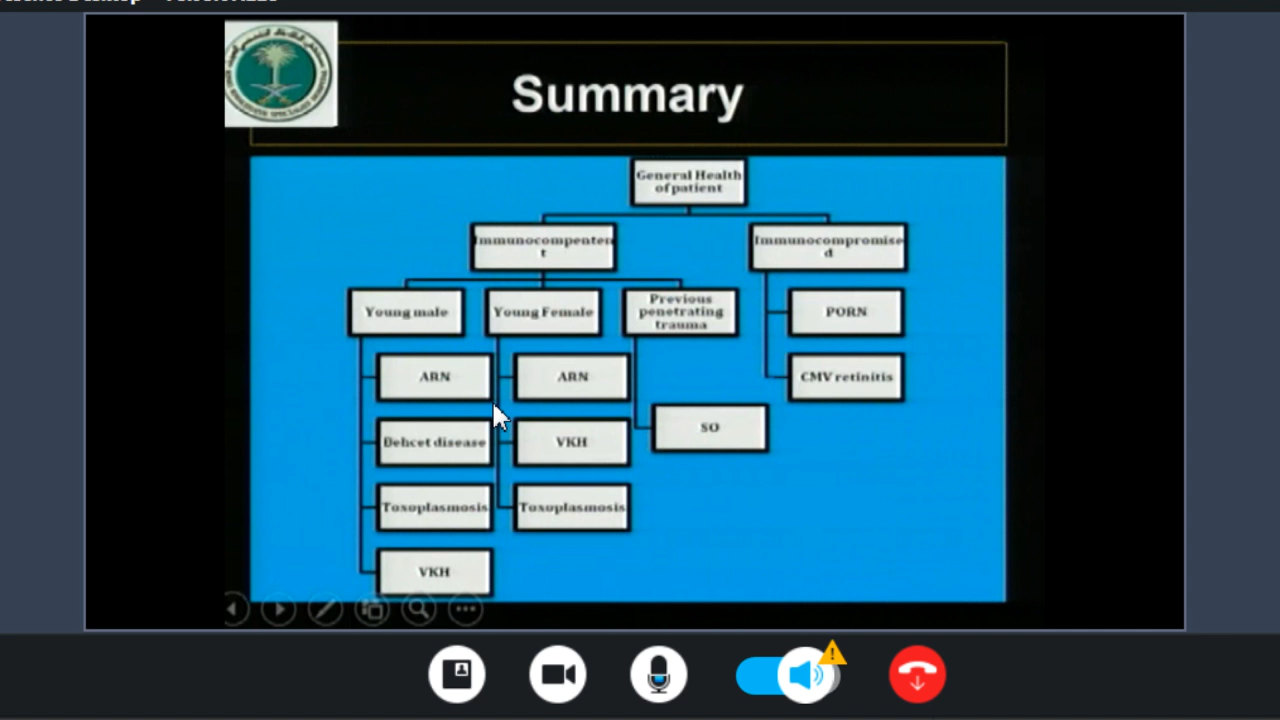 Summary
General Health
of patient
Immunocompenten
t
Immunocompromise
d
Young male
Young Female
Previous
penetrating
trauma
PORN
ARN
ARN
CMV retinitis
SO
Behcet disease
VKH
Toxoplasmosis
Toxoplasmosis
VKH